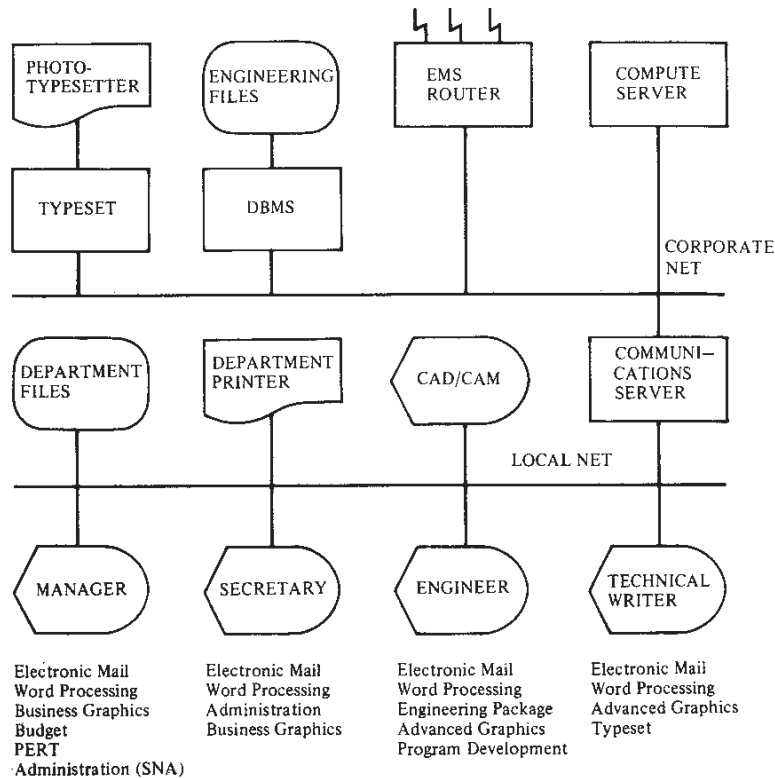 PHOTO-
TYPESETTER
ENGINEERING
FILES
EMS
ROUTER
COMPUTE
SERVER
TYPESET
DBMS
CORPORATE
NET
DEPARTMENT
FILES
DEPARTMENT
PRINTER
CAD/CAM
COMMUNI-
CATIONS
SERVER
LOCAL NET
MANAGER
SECRETARY
ENGINEER
TECHNICAL
WRITER
Electronic Mail
Word Processing
Business Graphics
Budget
PERT
Administration (SNA)
Electronic Mail
Word Processing
Administration
Business Graphics
Electronic Mail
Word Processing
Engineering Package
Advanced Graphics
Program Development
Electronic Mail
Word Processing
Advanced Graphics
Typeset